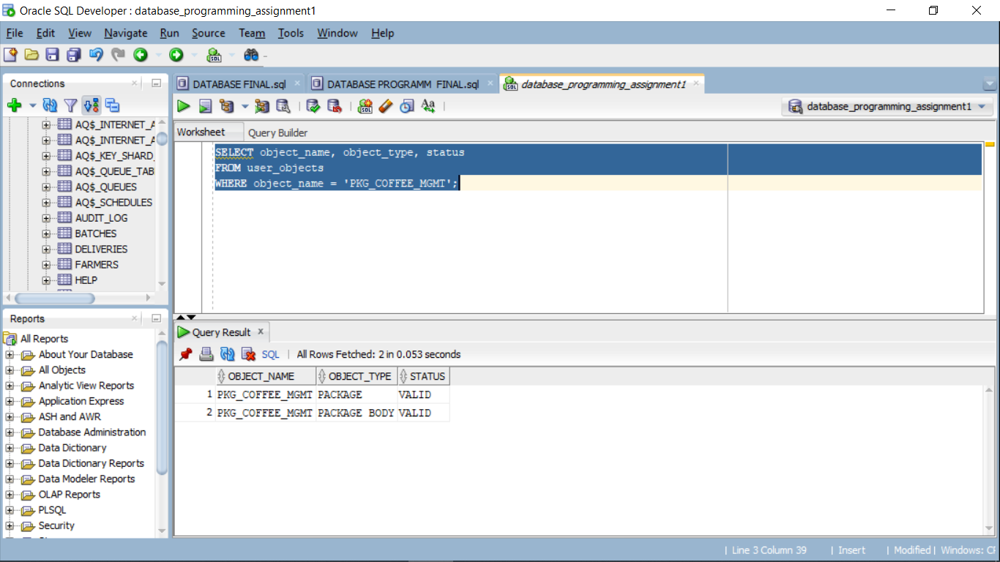 Oracle SQL Developer : database_programming_assignment1
File Edit View Navigate Run Source Team Tools Window Help
Connections
AQ$_INTERNET_A
AQ$_INTERNET_A
AQ$_KEY_SHARD_
AQ$_QUEUE_TAB
AQ$_QUEUES
AQ$_SCHEDULES
AUDIT_LOG
BATCHES
DELIVERIES
FARMERS
HELP
Reports
All Reports
About Your Database
All Objects
Analytic View Reports
Application Express
ASH and AWR
Database Administration
Data Dictionary
Data Dictionary Reports
Data Modeler Reports
OLAP Reports
PLSQL
Security
DATABASE FINAL.sql DATABASE PROGRAMM FINAL.sql database_programming_assignment1
Aa database_programming_assignment1
Worksheet Query Builder
SELECT object_name, object_type, status
FROM user_objects
WHERE object_name = 'PKG_COFFEE_MGMT';
Query Result
SQL | All Rows Fetched: 2 in 0.053 seconds
OBJECT_NAME OBJECT_TYPE STATUS
1 PKG_COFFEE_MGMT PACKAGE VALID
2 PKG_COFFEE_MGMT PACKAGE BODY VALID
| Line 3 Column 39 | Insert | Modified | Windows: CF